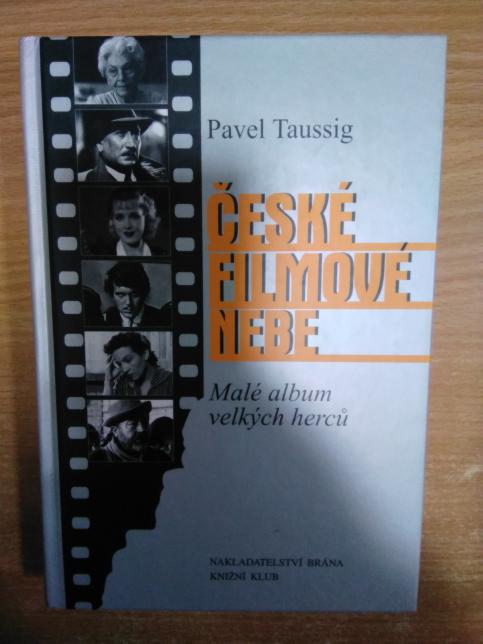 Pavel Taussig
ČESKÉ
FILMOVÉ
NEBE
Malé album
velkých herců
NAKLADATELSTVÍ BRÁNA
KNIŽNÍ KLUB